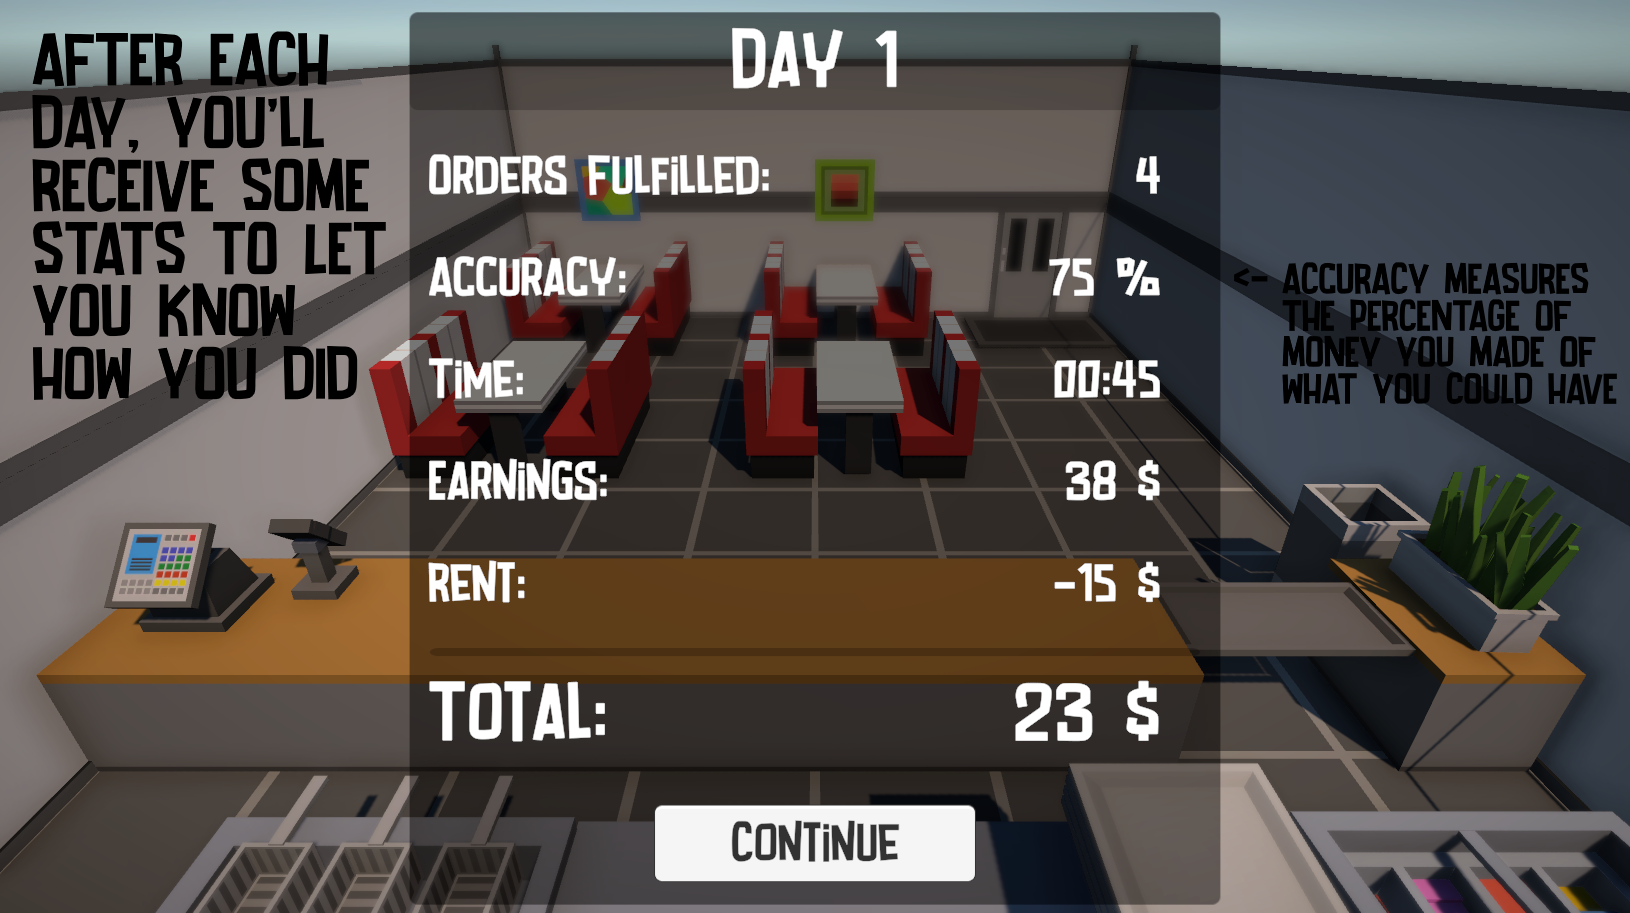 AFTER EACH
DAY, YOU'LL
RECEIVE SOME
STATS TO LET
YOU KNOW
HOW YOU DID
DAY 1
ORDERS FULFiLLED: 4
ACCURACY: 75 %
TiME: 00:45
EARNiNGS: 38 $
RENT: -15 $
TOTAL: 23 $
CONTiNUE
<- ACCURACY MEASURES
THE PERCENTAGE OF
MONEY YOU MADE OF
WHAT YOU COULD HAVE